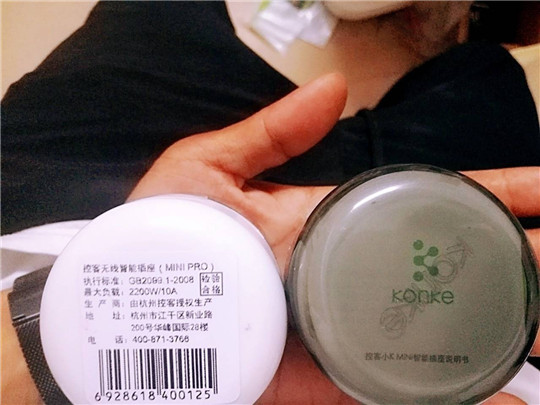 控客无线智能插座（MINI PRO）
执行标准：GB2099.1-2008
检验
合格
最大负载：2200W/10A
生 产 商：由杭州控客授权生产
地 址：杭州市江干区新业路
200号华峰国际28楼
电 话：400-871-3766
6 928618 400125
konke
控客小K MINI智能插座说明书